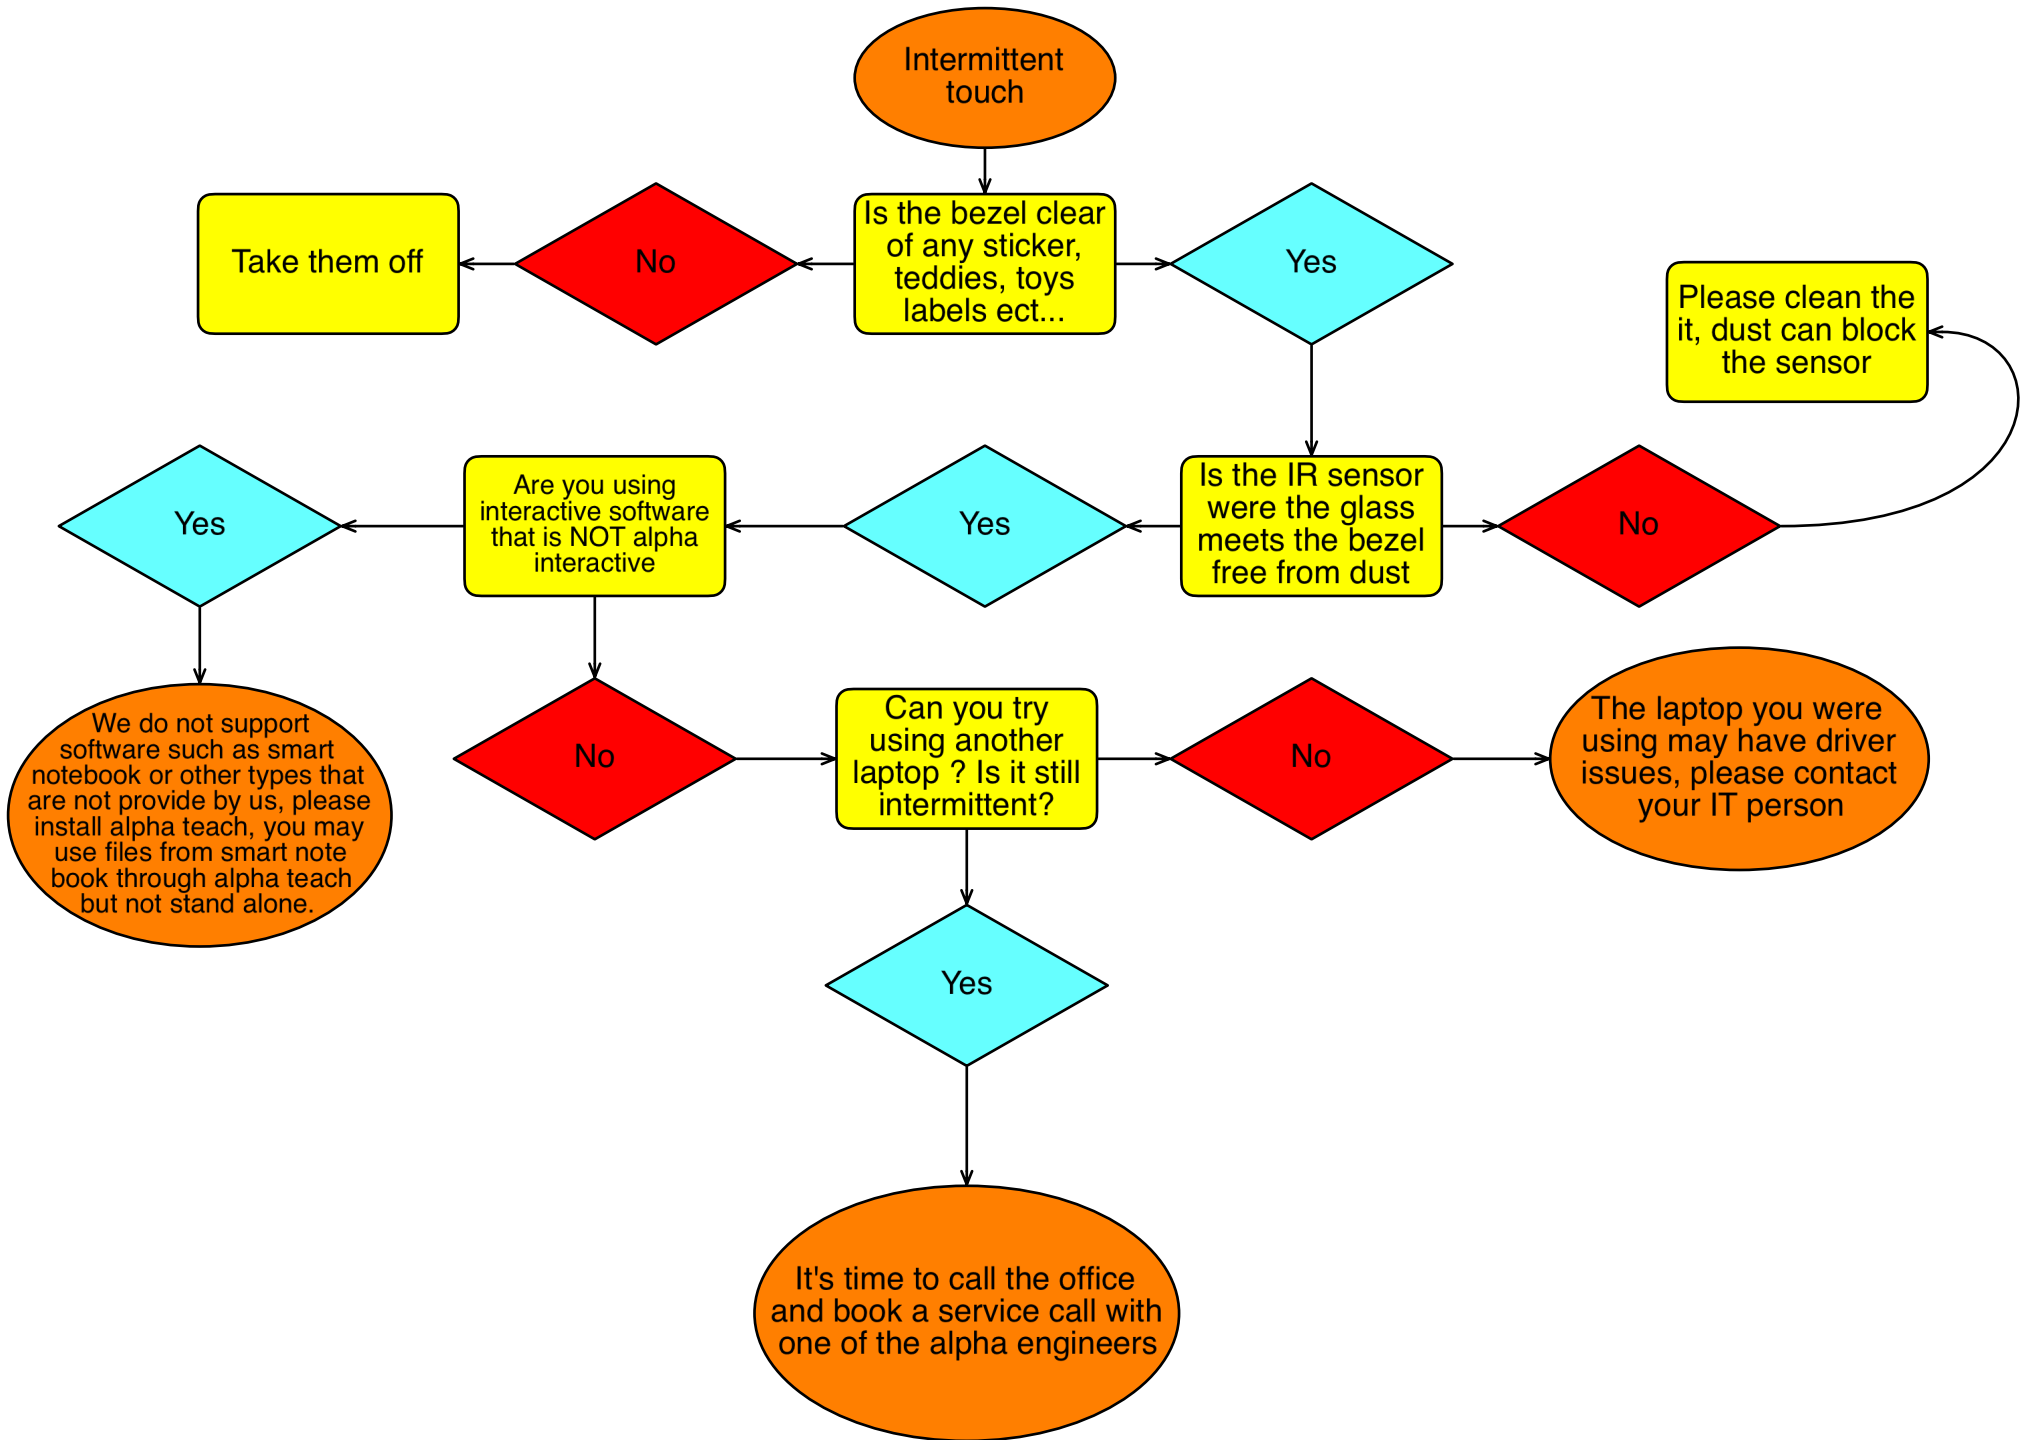 Intermittent
touch
Take them off
No
Is the bezel clear
of any sticker,
teddies, toys
labels ect...
Yes
Please clean the
it, dust can block
the sensor
Yes
Are you using
interactive software
that is NOT alpha
interactive
Yes
Is the IR sensor
were the glass
meets the bezel
free from dust
No
We do not support
software such as smart
notebook or other types that
are not provide by us, please
install alpha teach, you may
use files from smart note
book through alpha teach
but not stand alone.
No
Can you try
using another
laptop ? Is it still
intermittent?
No
The laptop you were
using may have driver
issues, please contact
your IT person
Yes
It's time to call the office
and book a service call with
one of the alpha engineers